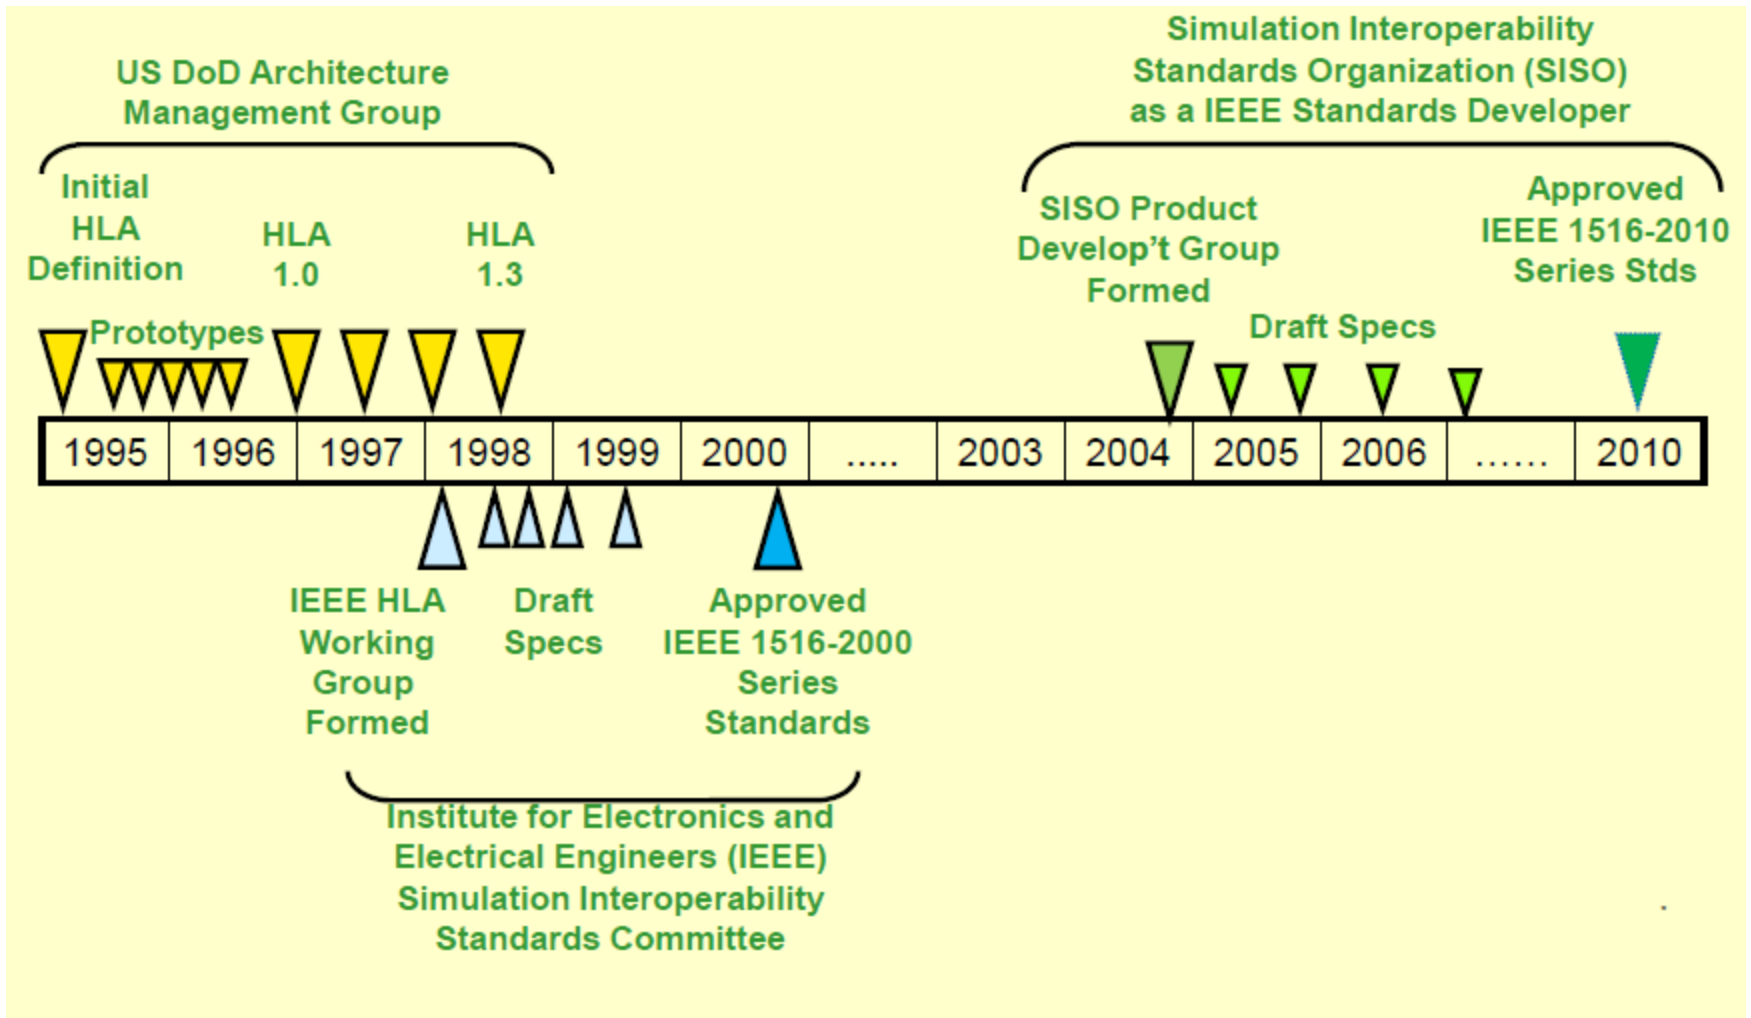 US DoD Architecture
Management Group
Simulation Interoperability
Standards Organization (SISO)
as a IEEE Standards Developer
Initial
HLA
Definition
Prototypes
HLA
1.0
HLA
1.3
SISO Product
Develop't Group
Formed
Draft Specs
Approved
IEEE 1516-2010
Series Stds
1995 1996 1997 1998 1999 2000 ..... 2003 2004 2005 2006 ...... 2010
IEEE HLA
Working
Group
Formed
Draft
Specs
Approved
IEEE 1516-2000
Series
Standards
Institute for Electronics and
Electrical Engineers (IEEE)
Simulation Interoperability
Standards Committee